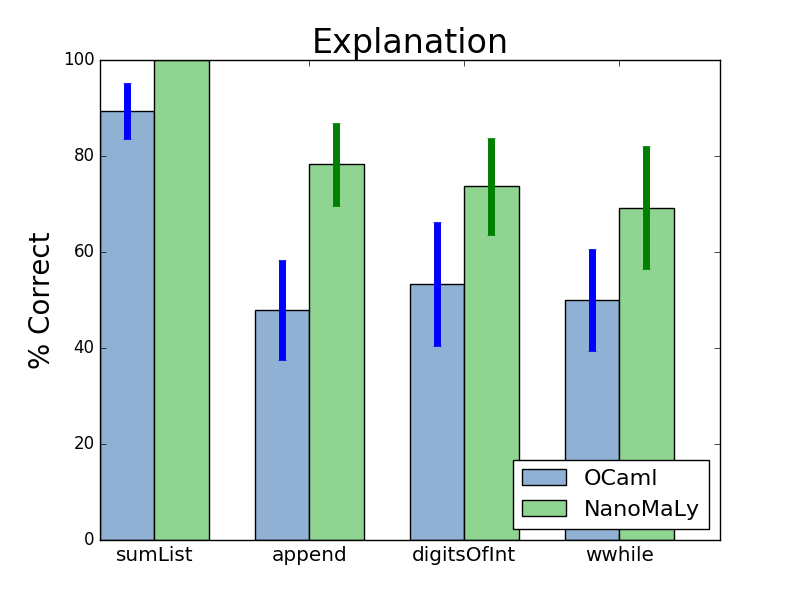 Explanation
% Correct
100
80
60
40
20
0
sumList append digitsOfInt wwhile
OCaml
NanoMaLy